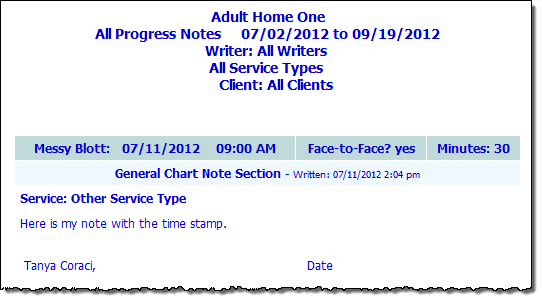 Adult Home One
All Progress Notes 07/02/2012 to 09/19/2012
Writer: All Writers
All Service Types
Client: All Clients
Messy Blott: 07/11/2012 09:00 AM Face-to-Face? yes Minutes: 30
General Chart Note Section - Written: 07/11/2012 2:04 pm
Service: Other Service Type
Here is my note with the time stamp.
Tanya Coraci, Date